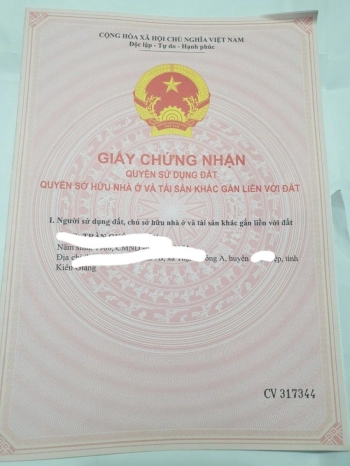 CỘNG HÒA XÃ HỘI CHỦ NGHĨA VIỆT NAM
Độc lập - Tự do - Hạnh phúc
GIẤY CHỨNG NHẬN
QUYỀN SỬ DỤNG ĐẤT
QUYỀN SỞ HỮU NHÀ Ở VÀ TÀI SẢN KHÁC GẮN LIỀN VỚI ĐẤT
I. Người sử dụng đất, chủ sở hữu nhà ở và tài sản khác gắn liền với đất
TRẦN
Năm sinh: CMND
Địa chỉ A, huyện tỉnh
Kiên Giang
CV 317344